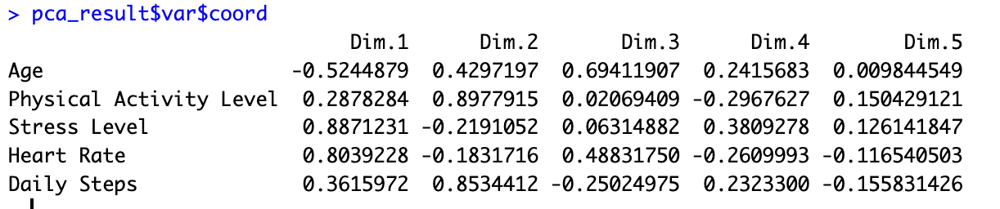 > pca_result$var$coord
Dim.1 Dim.2 Dim.3 Dim.4 Dim.5
Age -0.5244879 0.4297197 0.69411907 0.2415683 0.009844549
Physical Activity Level 0.2878284 0.8977915 0.02069409 -0.2967627 0.150429121
Stress Level 0.8871231 -0.2191052 0.06314882 0.3809278 0.126141847
Heart Rate 0.8039228 -0.1831716 0.48831750 -0.2609993 -0.116540503
Daily Steps 0.3615972 0.8534412 -0.25024975 0.2323300 -0.155831426